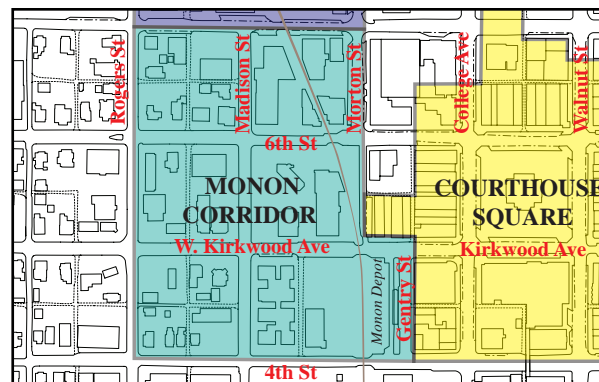 Rogers St
Madison St
Morton St
College Ave
Walnut St
6th St
MONON
CORRIDOR
COURTHOUSE
SQUARE
W. Kirkwood Ave
Kirkwood Ave
Monon Depot
Gentry St
4th St